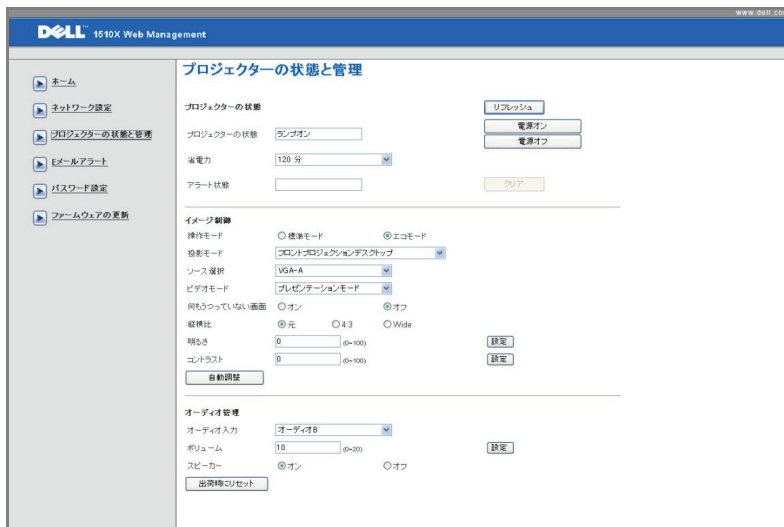 www.dell.co
DELL™ 1510X Web Management
ホーム
ネットワーク設定
プロジェクターの状態と管理
Eメールアラート
パスワード設定
ファームウェアの更新
プロジェクターの状態と管理
プロジェクターの状態
リフレッシュ
電源オン
プロジェクターの状態 ランプオン
電源オフ
省電力 120 分
アラート状態 クリア
イメージ制御
操作モード 標準モード エコモード
投影モード フロントプロジェクションデスクトップ
ソース選択 VGA-A
ビデオモード プレゼンテーションモード
何もうつっていない画面 オン オフ
縦横比 元 4:3 Wide
明るさ 0 (0~100) 設定
コントラスト 0 (0~100) 設定
自動調整
オーディオ管理
オーディオ入力 オーディオB
ボリューム 10 (0~20) 設定
スピーカー オン オフ
出荷時にリセット